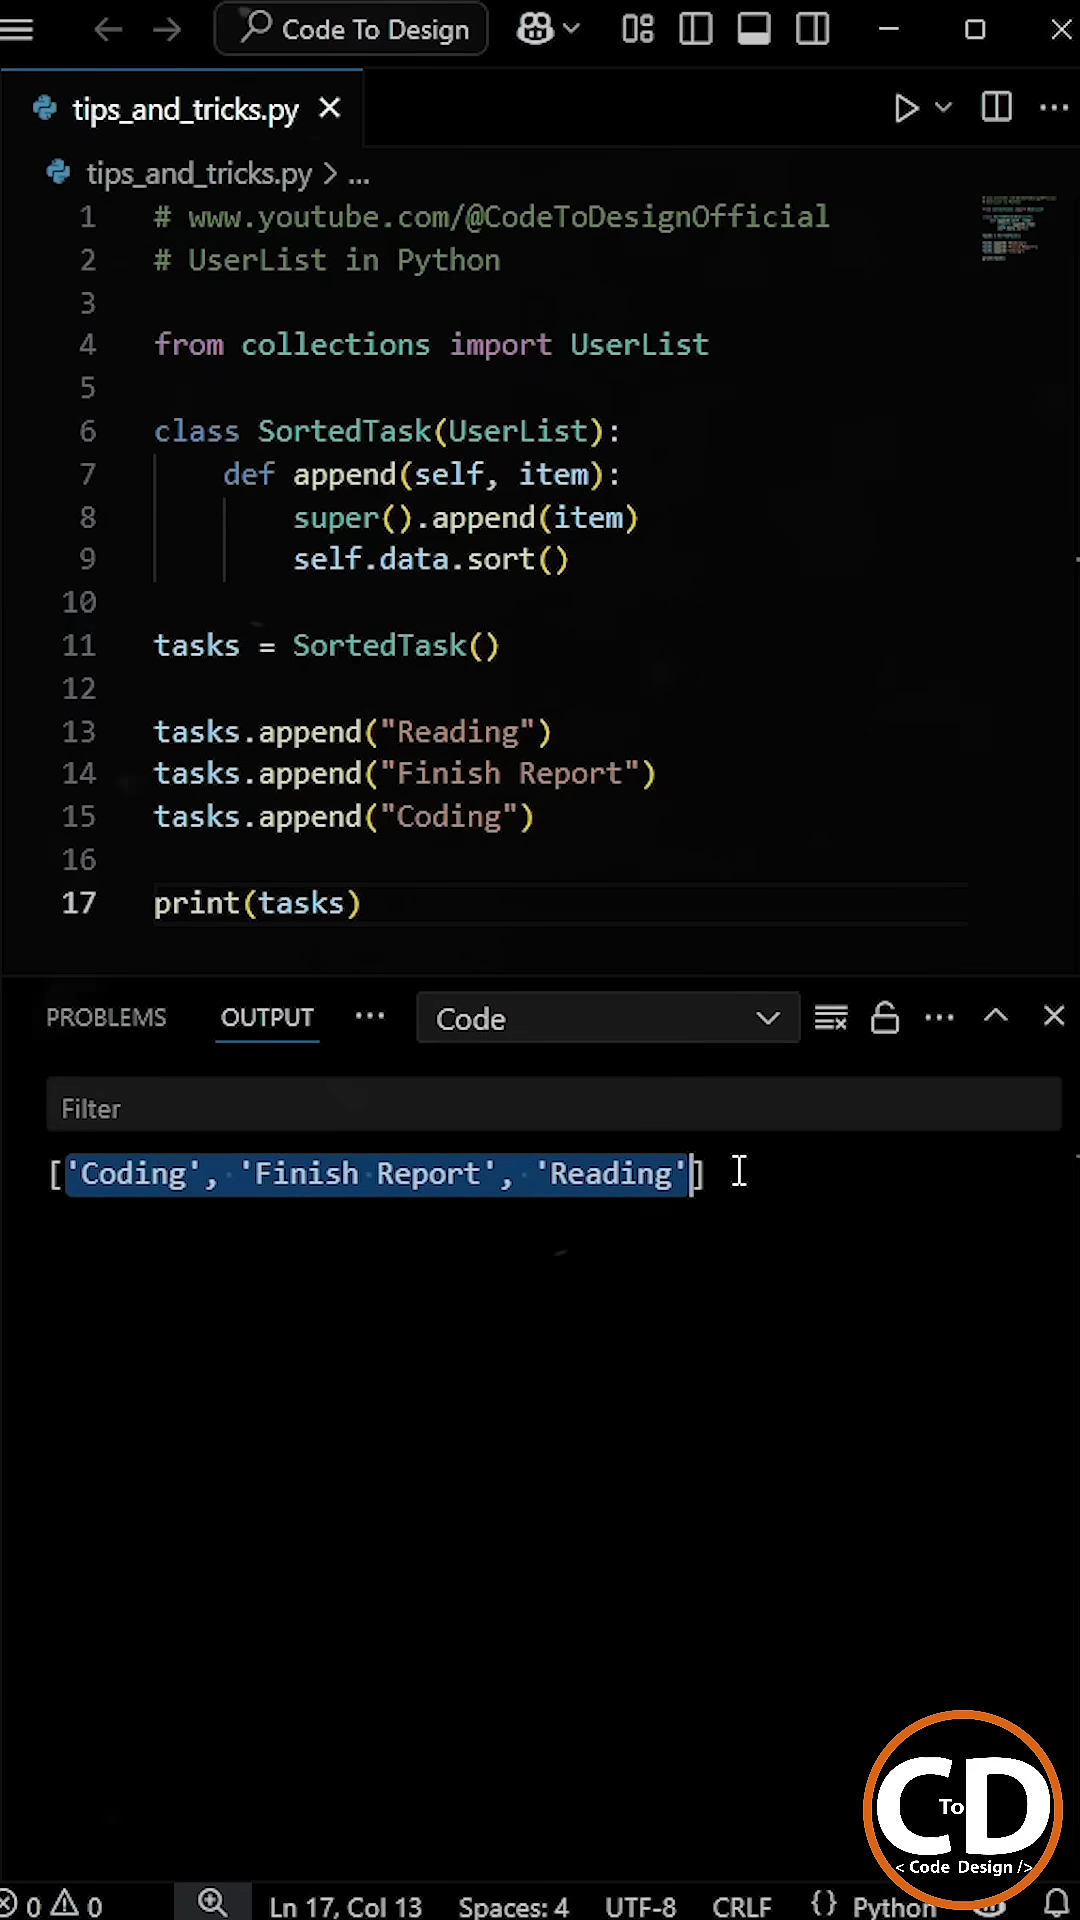 Code To Design
tips_and_tricks.py
tips_and_tricks.py > ...
1 # www.youtube.com/@CodeToDesignOfficial
2 # UserList in Python
3
4 from collections import UserList
5
6 class SortedTask(UserList):
7     def append(self, item):
8         super().append(item)
9         self.data.sort()
10
11 tasks = SortedTask()
12
13 tasks.append("Reading")
14 tasks.append("Finish Report")
15 tasks.append("Coding")
16
17 print(tasks)
PROBLEMS OUTPUT ... Code
Filter
['Coding', 'Finish Report', 'Reading']
CD
To
< Code Design />
0 0 Ln 17, Col 13 Spaces: 4 UTF-8 CRLF {} Python